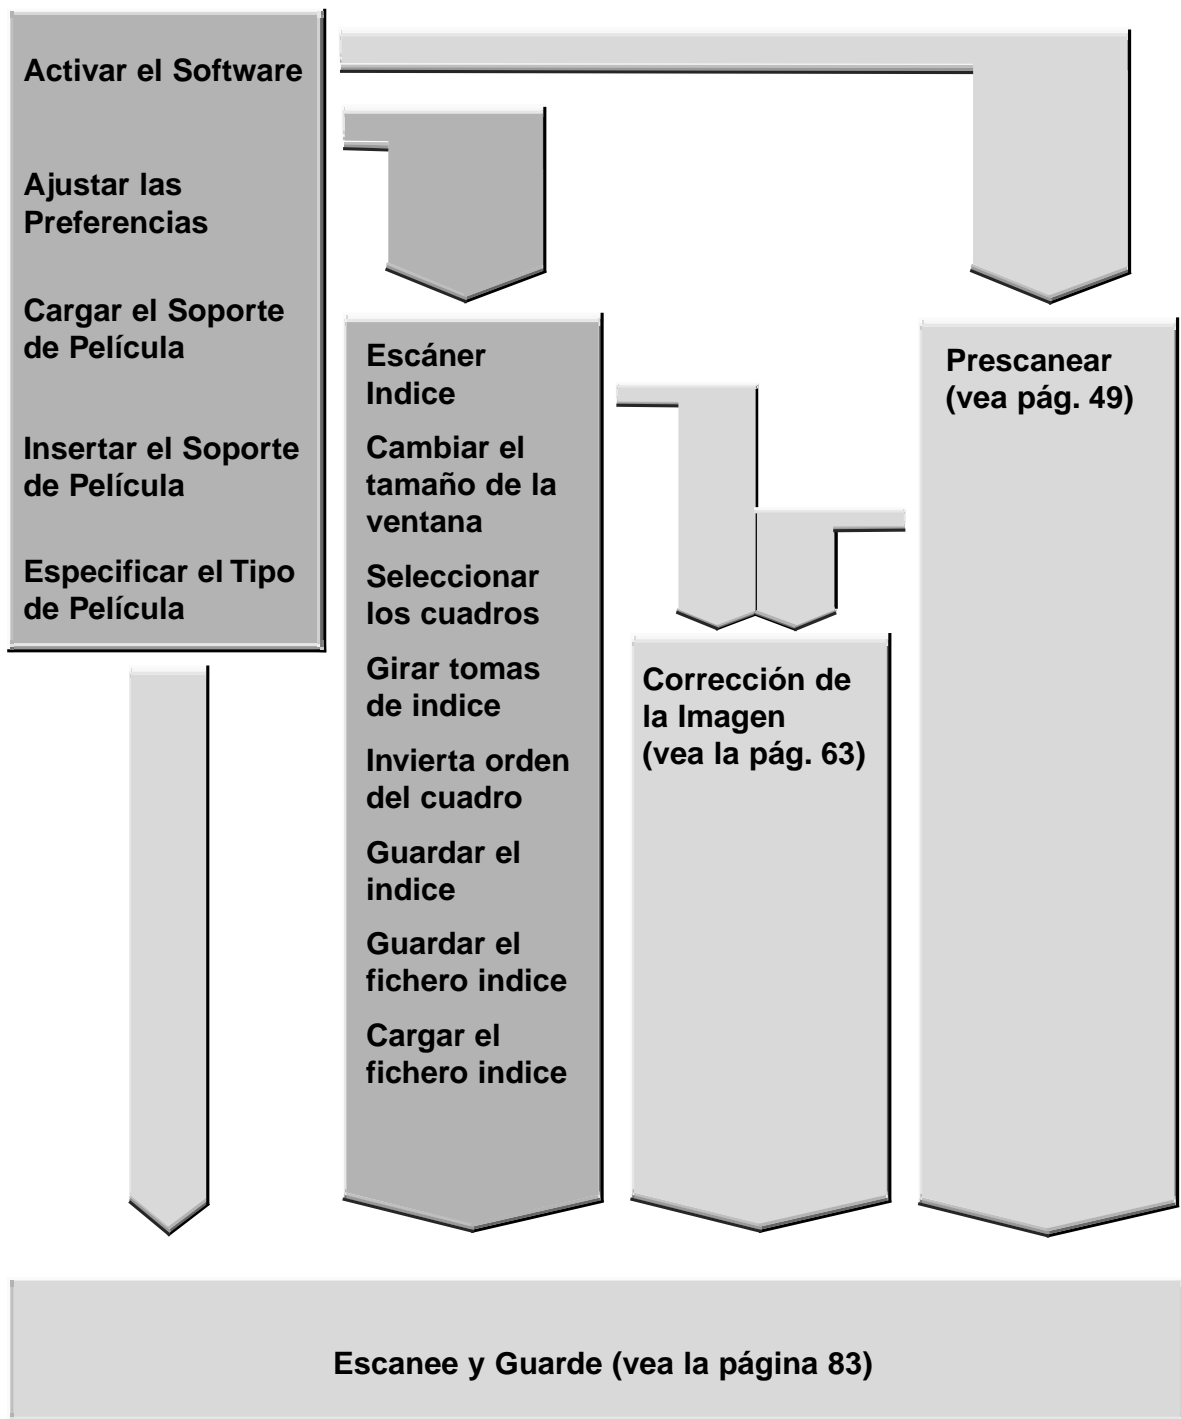 Activar el Software
Ajustar las
Preferencias
Cargar el Soporte
de Película
Insertar el Soporte
de Película
Especificar el Tipo
de Película
Escáner
Indice
Cambiar el
tamaño de la
ventana
Seleccionar
los cuadros
Girar tomas
de indice
Invierta orden
del cuadro
Guardar el
indice
Guardar el
fichero indice
Cargar el
fichero indice
Corrección de
la Imagen
(vea la pág. 63)
Prescanear
(vea pág. 49)
Escanee y Guarde (vea la página 83)